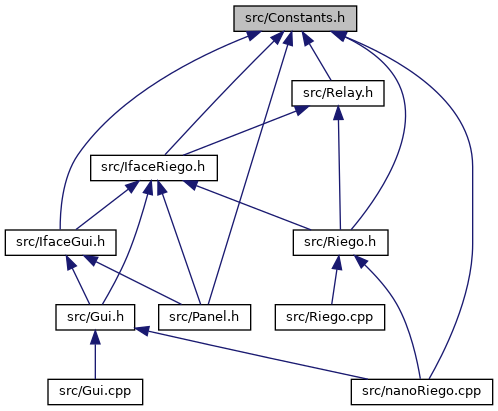 src/Constants.h
src/Relay.h
src/IfaceRiego.h
src/IfaceGui.h
src/Riego.h
src/Gui.h
src/Panel.h
src/Riego.cpp
src/Gui.cpp
src/nanoRiego.cpp